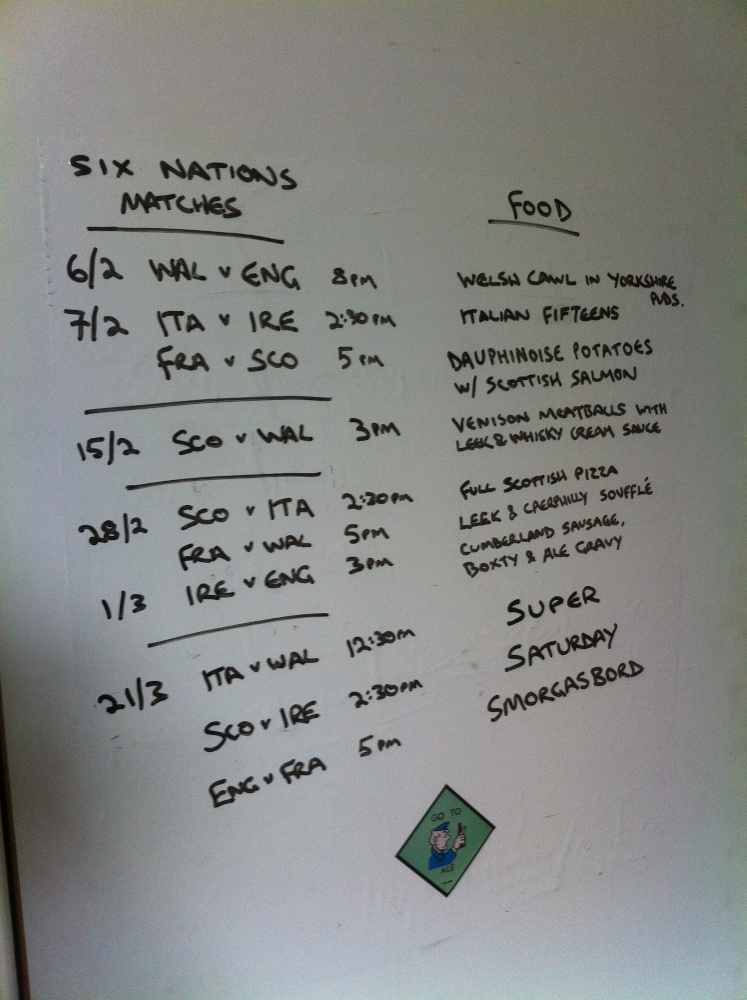 SIX NATIONS
MATCHES
FOOD
6/2 WAL v ENG 8PM WELSH CAWL IN YORKSHIRE
PUDS.
7/2 ITA v IRE 2:30PM ITALIAN FIFTEENS
FRA v SCO 5PM DAUPHINOISE POTATOES
W/ SCOTTISH SALMON
15/2 SCO v WAL 3PM VENISON MEATBALLS WITH
LEEK & WHISKY CREAM SAUCE
28/2 SCO v ITA 2:30PM FULL SCOTTISH PIZZA
FRA v WAL 5PM LEEK & CAERPHILLY SOUFFLÉ
1/3 IRE v ENG 3PM CUMBERLAND SAUSAGE,
BOXTY & ALE GRAVY
21/3 ITA v WAL 12:30PM SUPER
SCO v IRE 2:30PM SATURDAY
ENG v FRA 5PM SMORGASBORD
GO TO
ALE